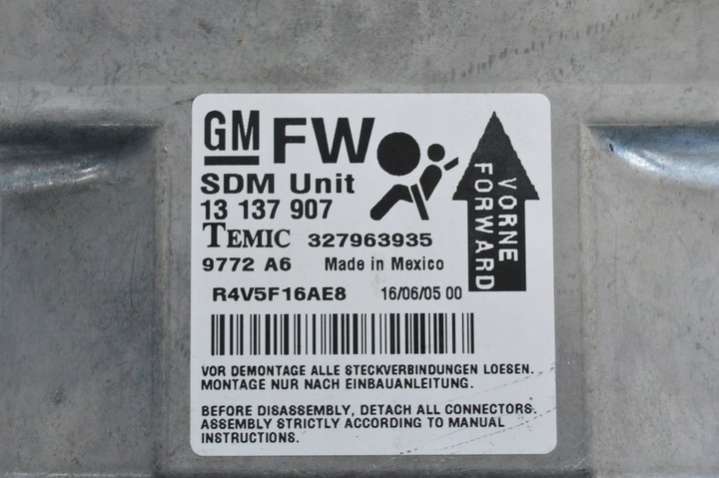 GM FW
SDM Unit
13 137 907
TEMIC 327963935
9772 A6 Made in Mexico
R4V5F16AE8 16/06/05 00
VORNE
FORWARD
VOR DEMONTAGE ALLE STECKVERBINDUNGEN LOESEN.
MONTAGE NUR NACH EINBAUANLEITUNG.
BEFORE DISASSEMBLY, DETACH ALL CONNECTORS.
ASSEMBLY STRICTLY ACCORDING TO MANUAL
INSTRUCTIONS